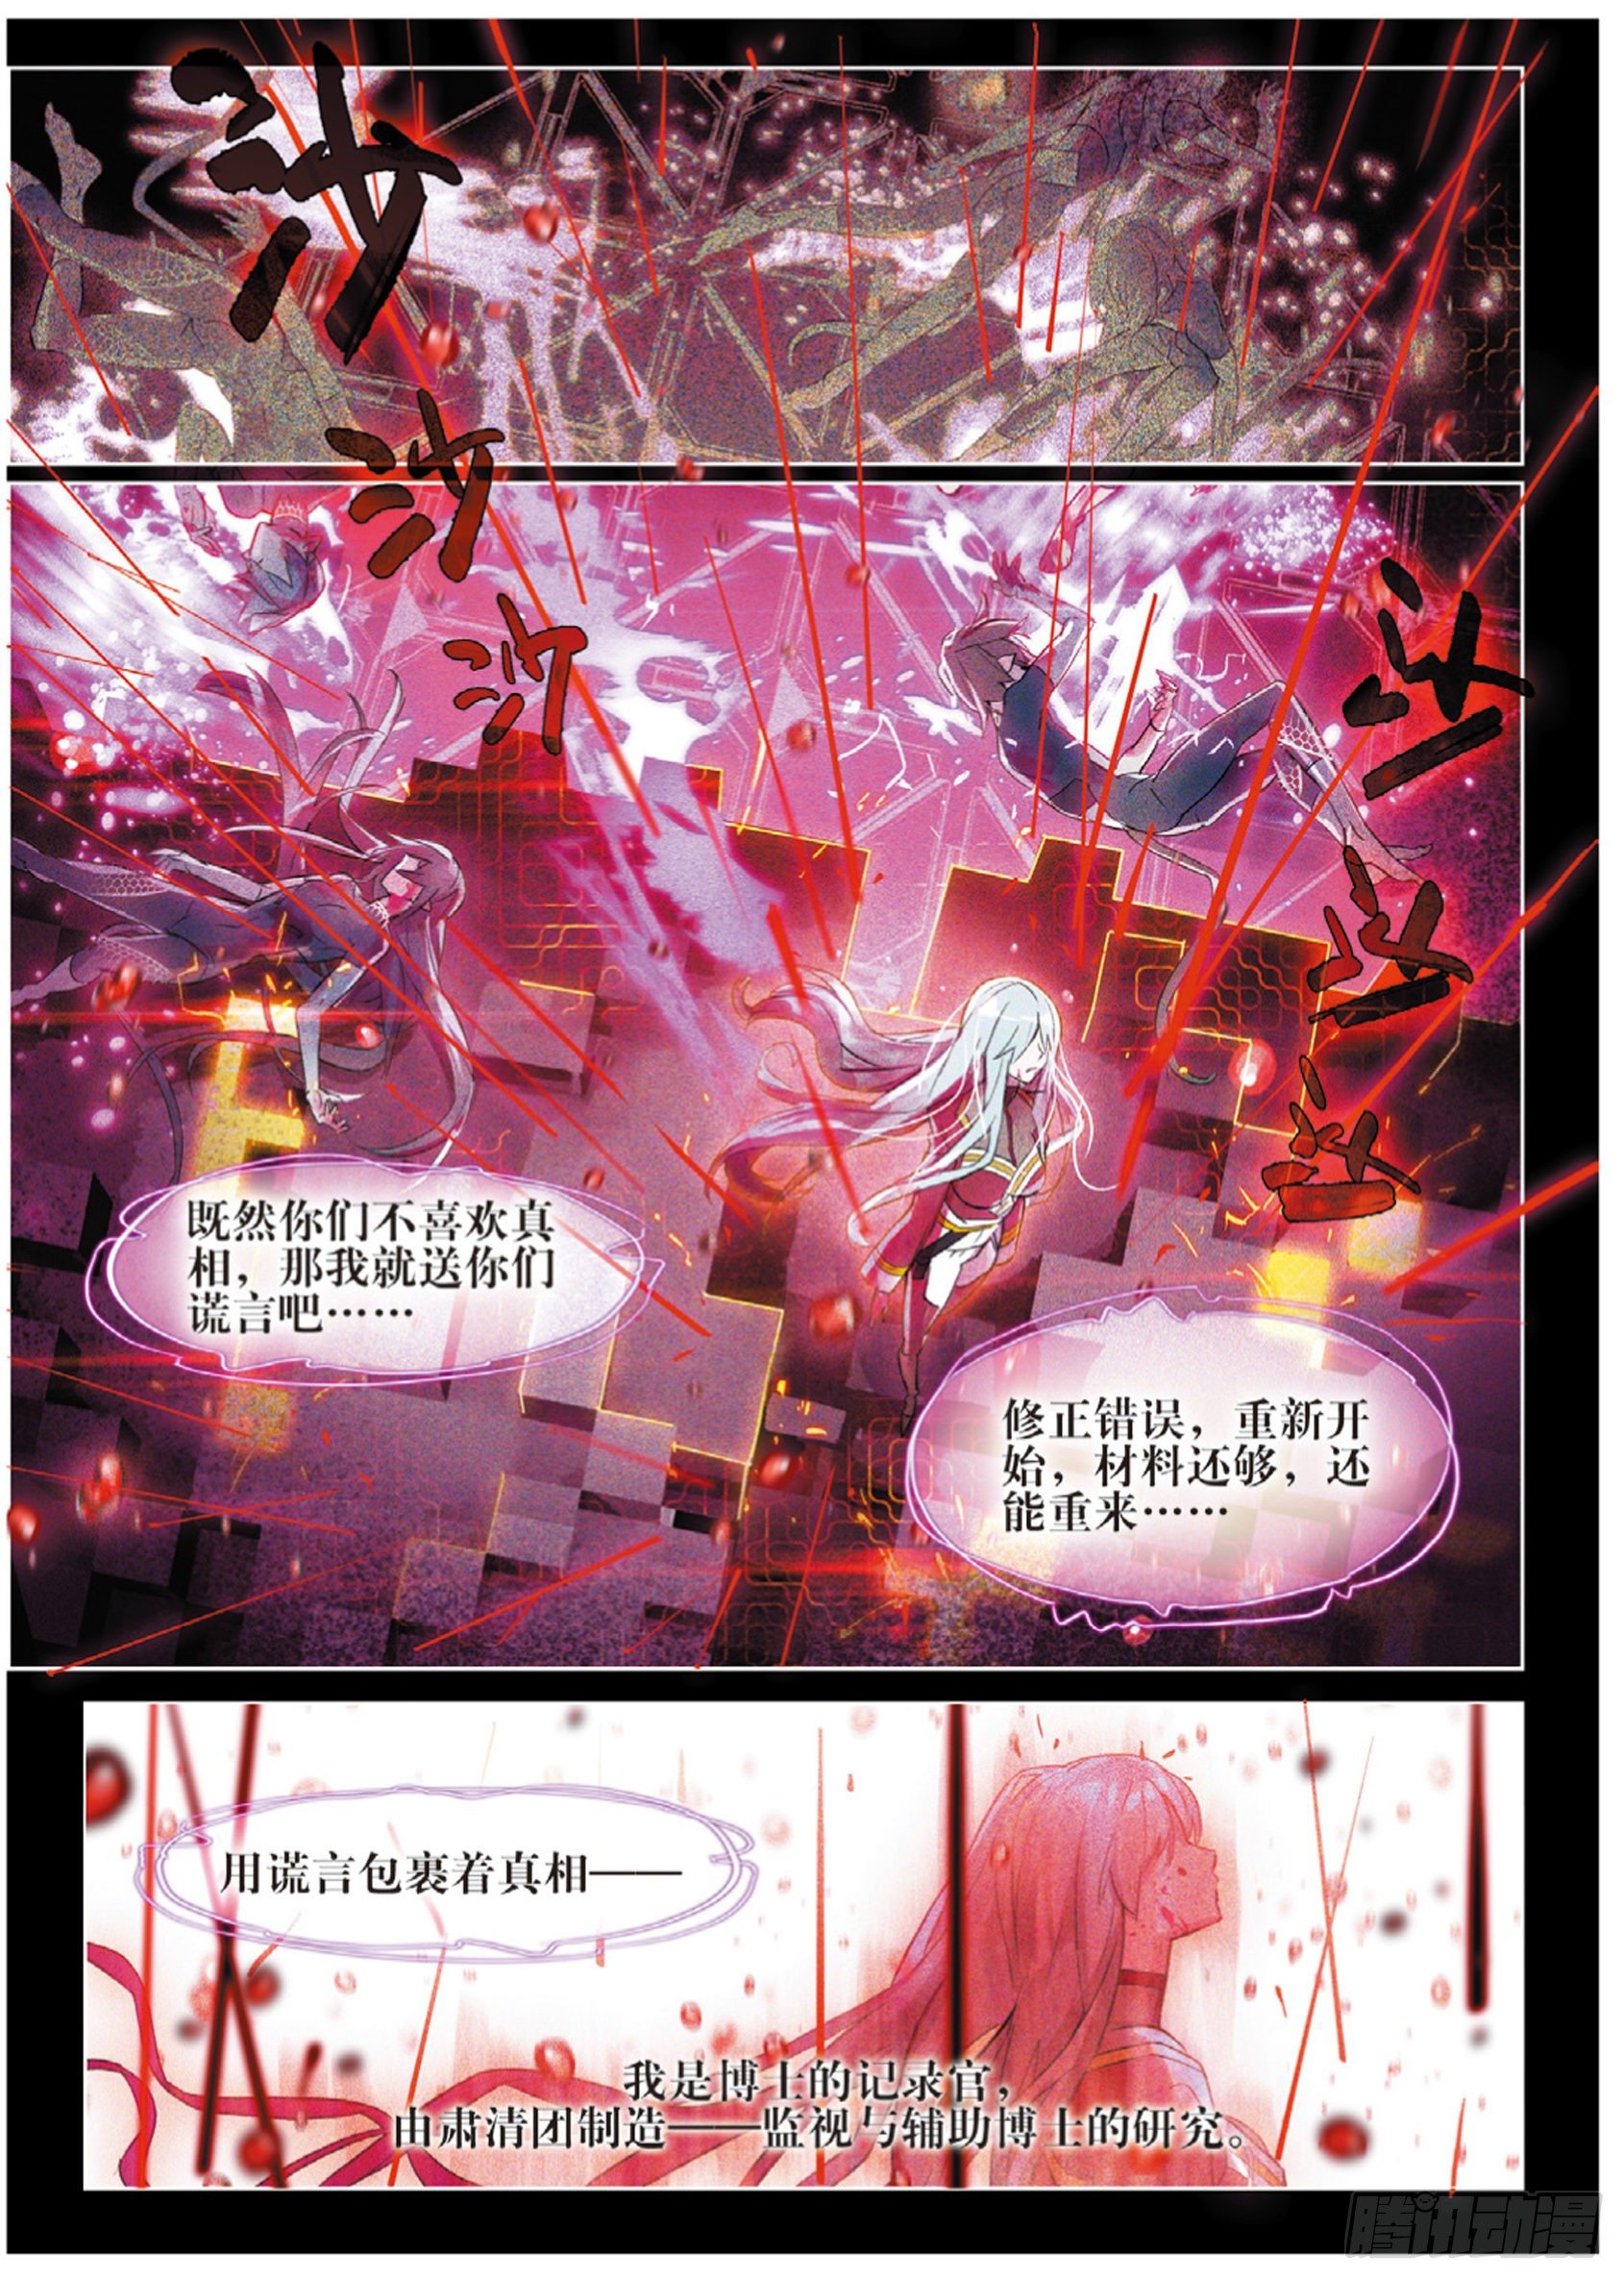 沙
沙
沙
沙
沙
沙
既然你们不喜欢真
相，那我就送你们
谎言吧……
修正错误，重新开
始，材料还够，还
能重来……
用谎言包裹着真相——
我是博士的记录官，
由肃清团制造——监视与辅助博士的研究。
腾讯动漫